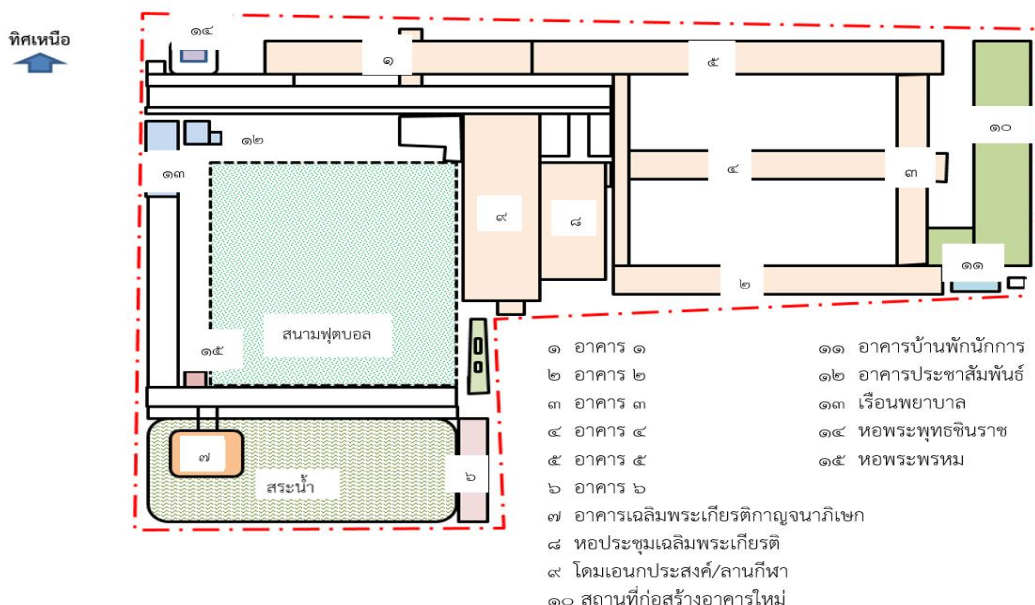 ทิศเหนือ
๑๔
๑
๕
๑๐
๑๒
๑๓
๔
๓
๙
๘
๑๑
๒
สนามฟุตบอล
๑๕
๗
สระน้ำ
๖
๑ อาคาร ๑
๒ อาคาร ๒
๓ อาคาร ๓
๔ อาคาร ๔
๕ อาคาร ๕
๖ อาคาร ๖
๗ อาคารเฉลิมพระเกียรติกาญจนาภิเษก
๘ หอประชุมเฉลิมพระเกียรติ
๙ โดมเอนกประสงค์/ลานกีฬา
๑๐ สถานที่ก่อสร้างอาคารใหม่
๑๑ อาคารบ้านพักนักการ
๑๒ อาคารประชาสัมพันธ์
๑๓ เรือนพยาบาล
๑๔ หอพระพุทธชินราช
๑๕ หอพระพรหม